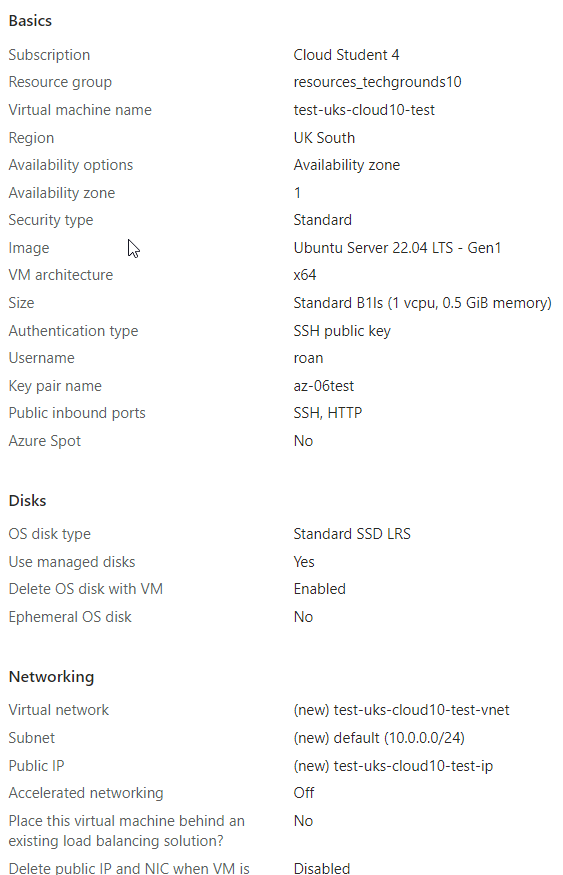 Basics
Subscription Cloud Student 4
Resource group resources_techgrounds10
Virtual machine name test-uks-cloud10-test
Region UK South
Availability options Availability zone
Availability zone 1
Security type Standard
Image Ubuntu Server 22.04 LTS - Gen1
VM architecture x64
Size Standard B1ls (1 vcpu, 0.5 GiB memory)
Authentication type SSH public key
Username roan
Key pair name az-06test
Public inbound ports SSH, HTTP
Azure Spot No
Disks
OS disk type Standard SSD LRS
Use managed disks Yes
Delete OS disk with VM Enabled
Ephemeral OS disk No
Networking
Virtual network (new) test-uks-cloud10-test-vnet
Subnet (new) default (10.0.0.0/24)
Public IP (new) test-uks-cloud10-test-ip
Accelerated networking Off
Place this virtual machine behind an No
existing load balancing solution?
Delete public IP and NIC when VM is Disabled